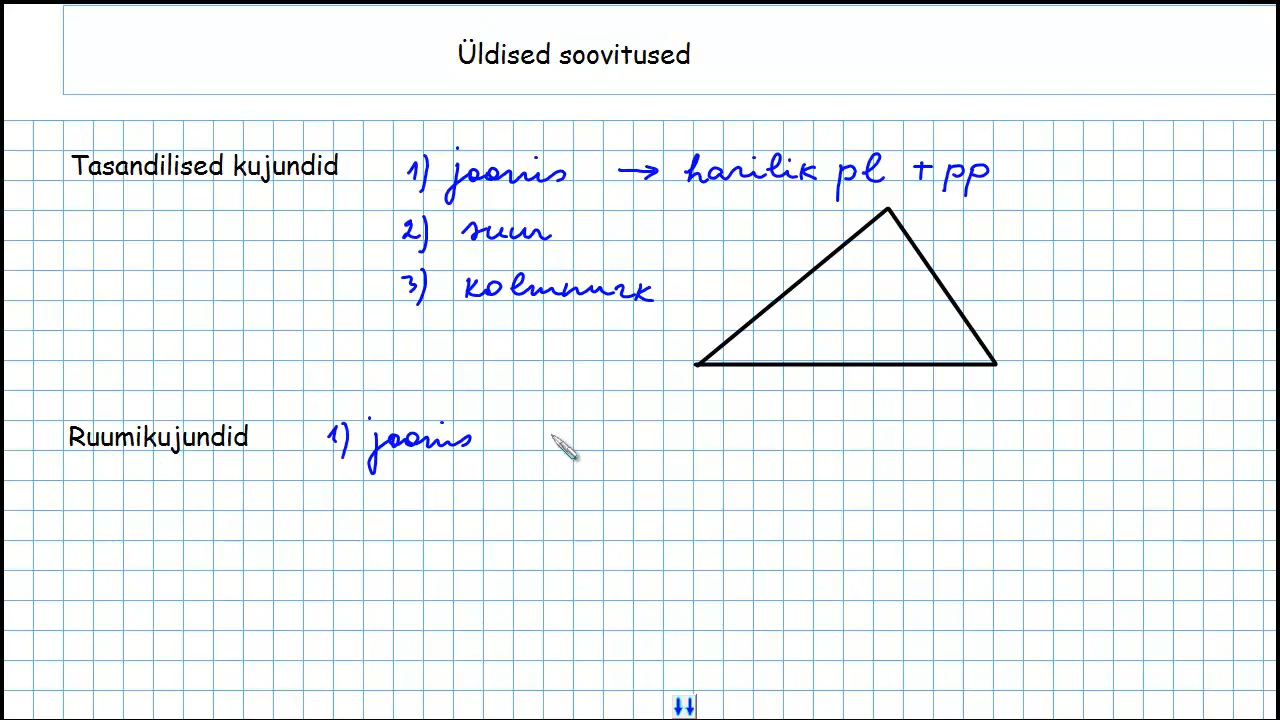 Üldised soovitused
Tasandilised kujundid 1) joonis → harilik pl + pp
2) suur
3) kolmnurk
Ruumikujundid 1) joonis